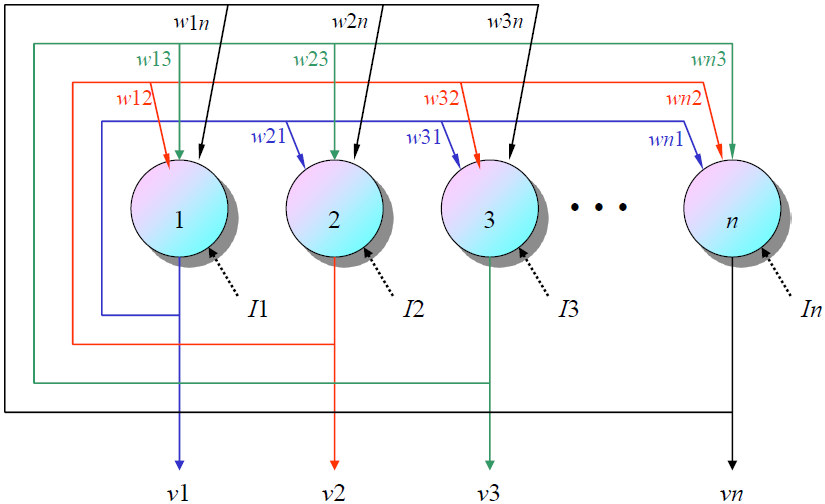 w1n w2n w3n
w13 w23 wn3
w12 w32 wn2
w21 w31 wn1
1 2 3 • • • n
I1 I2 I3 In
v1 v2 v3 vn